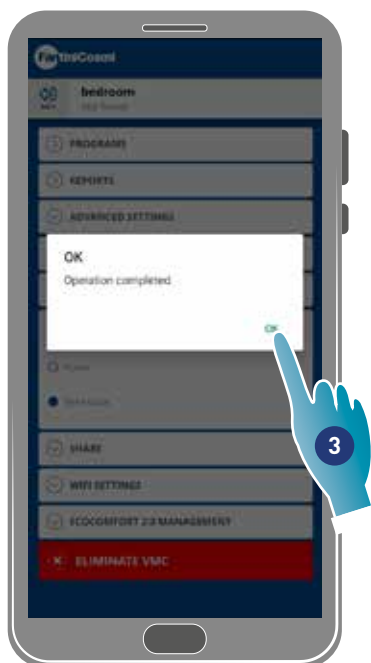 FantiniCosmi
bedroom
PROGRAMS
REPORTS
ADVANCED SETTINGS
OK
Operation completed
OK
3
SHARE
WIFI SETTINGS
ECOCOMFORT 2.0 MANAGEMENT
× ELIMINATE VMC